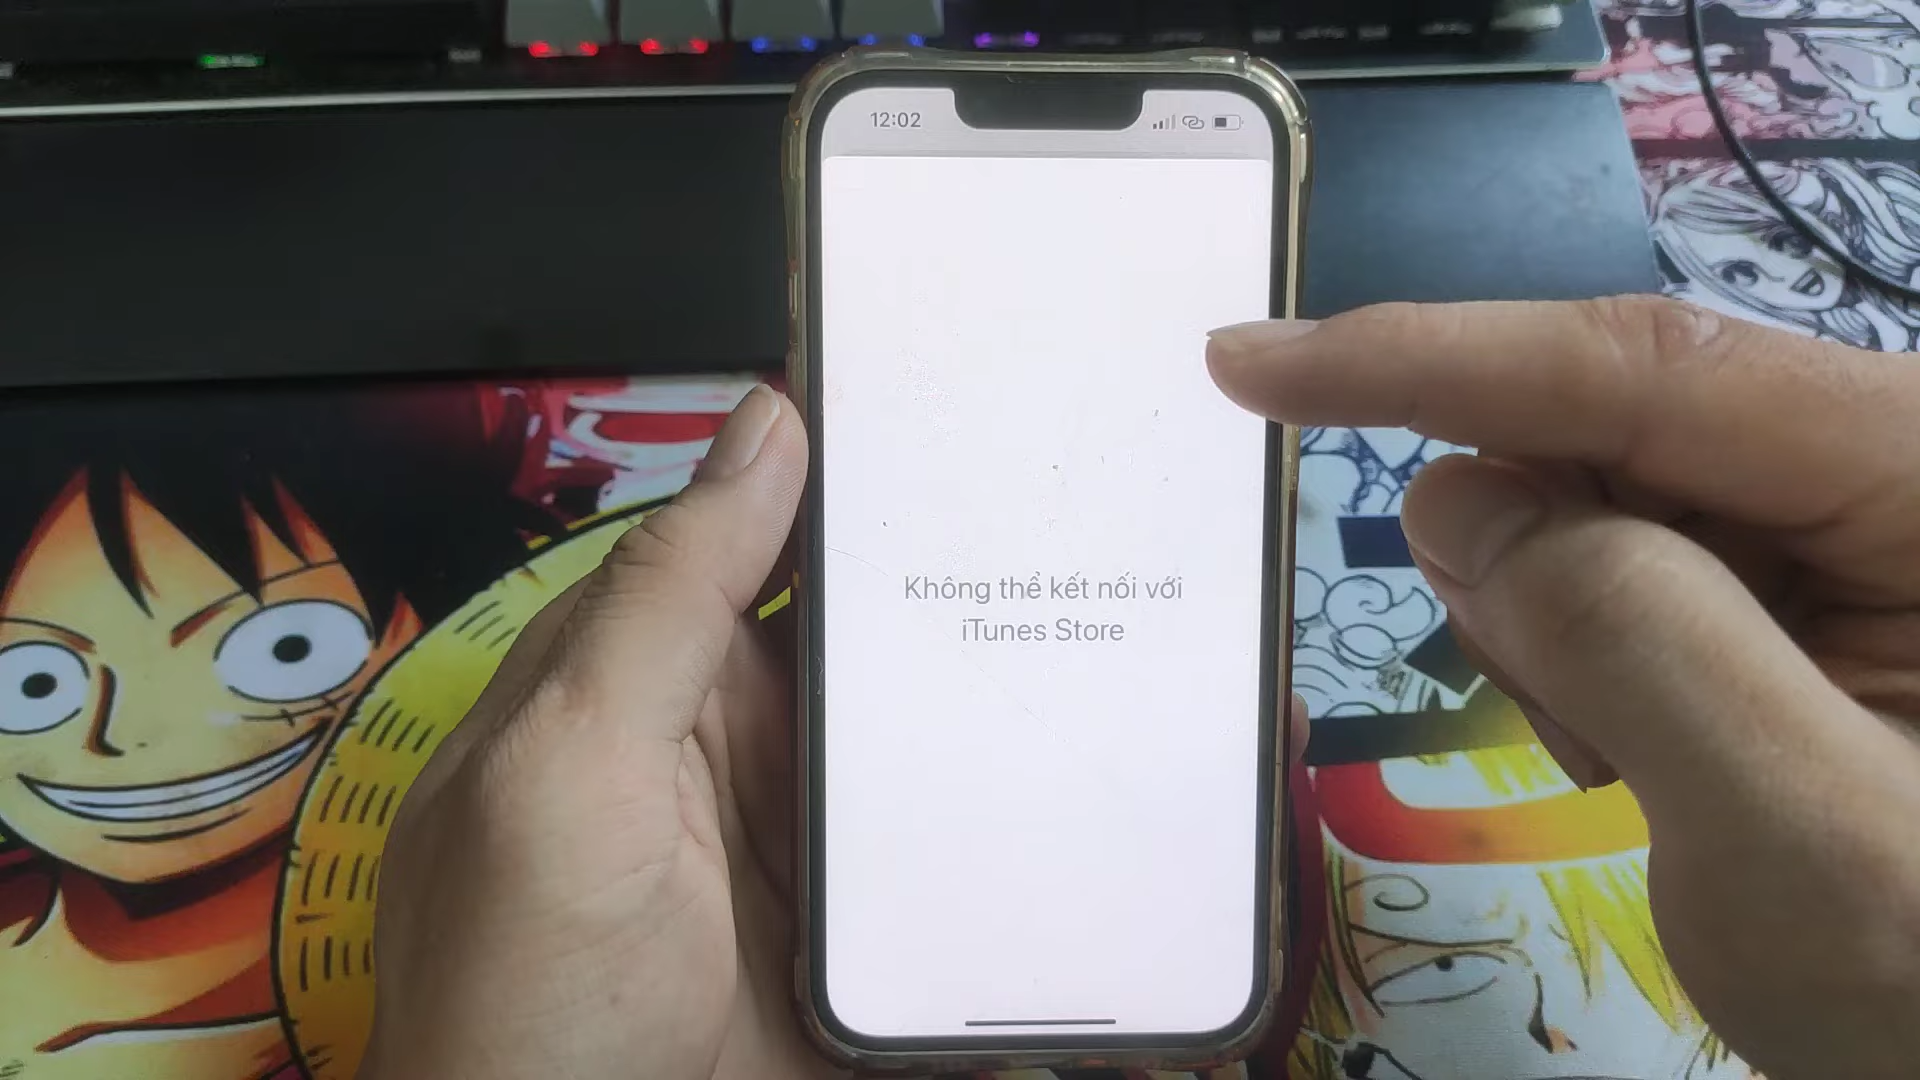 12:02
Không thể kết nối với
iTunes Store